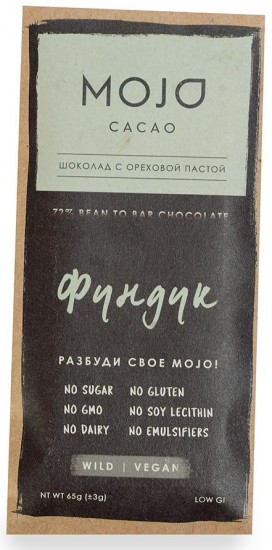 MOJO
CACAO
ШОКОЛАД С ОРЕХОВОЙ ПАСТОЙ
72% BEAN TO BAR CHOCOLATE
Фундук
РАЗБУДИ СВОЕ MOJO!
NO SUGAR NO GLUTEN
NO GMO NO SOY LECITHIN
NO DAIRY NO EMULSIFIERS
WILD | VEGAN
NT WT 65g (±3g) LOW GI